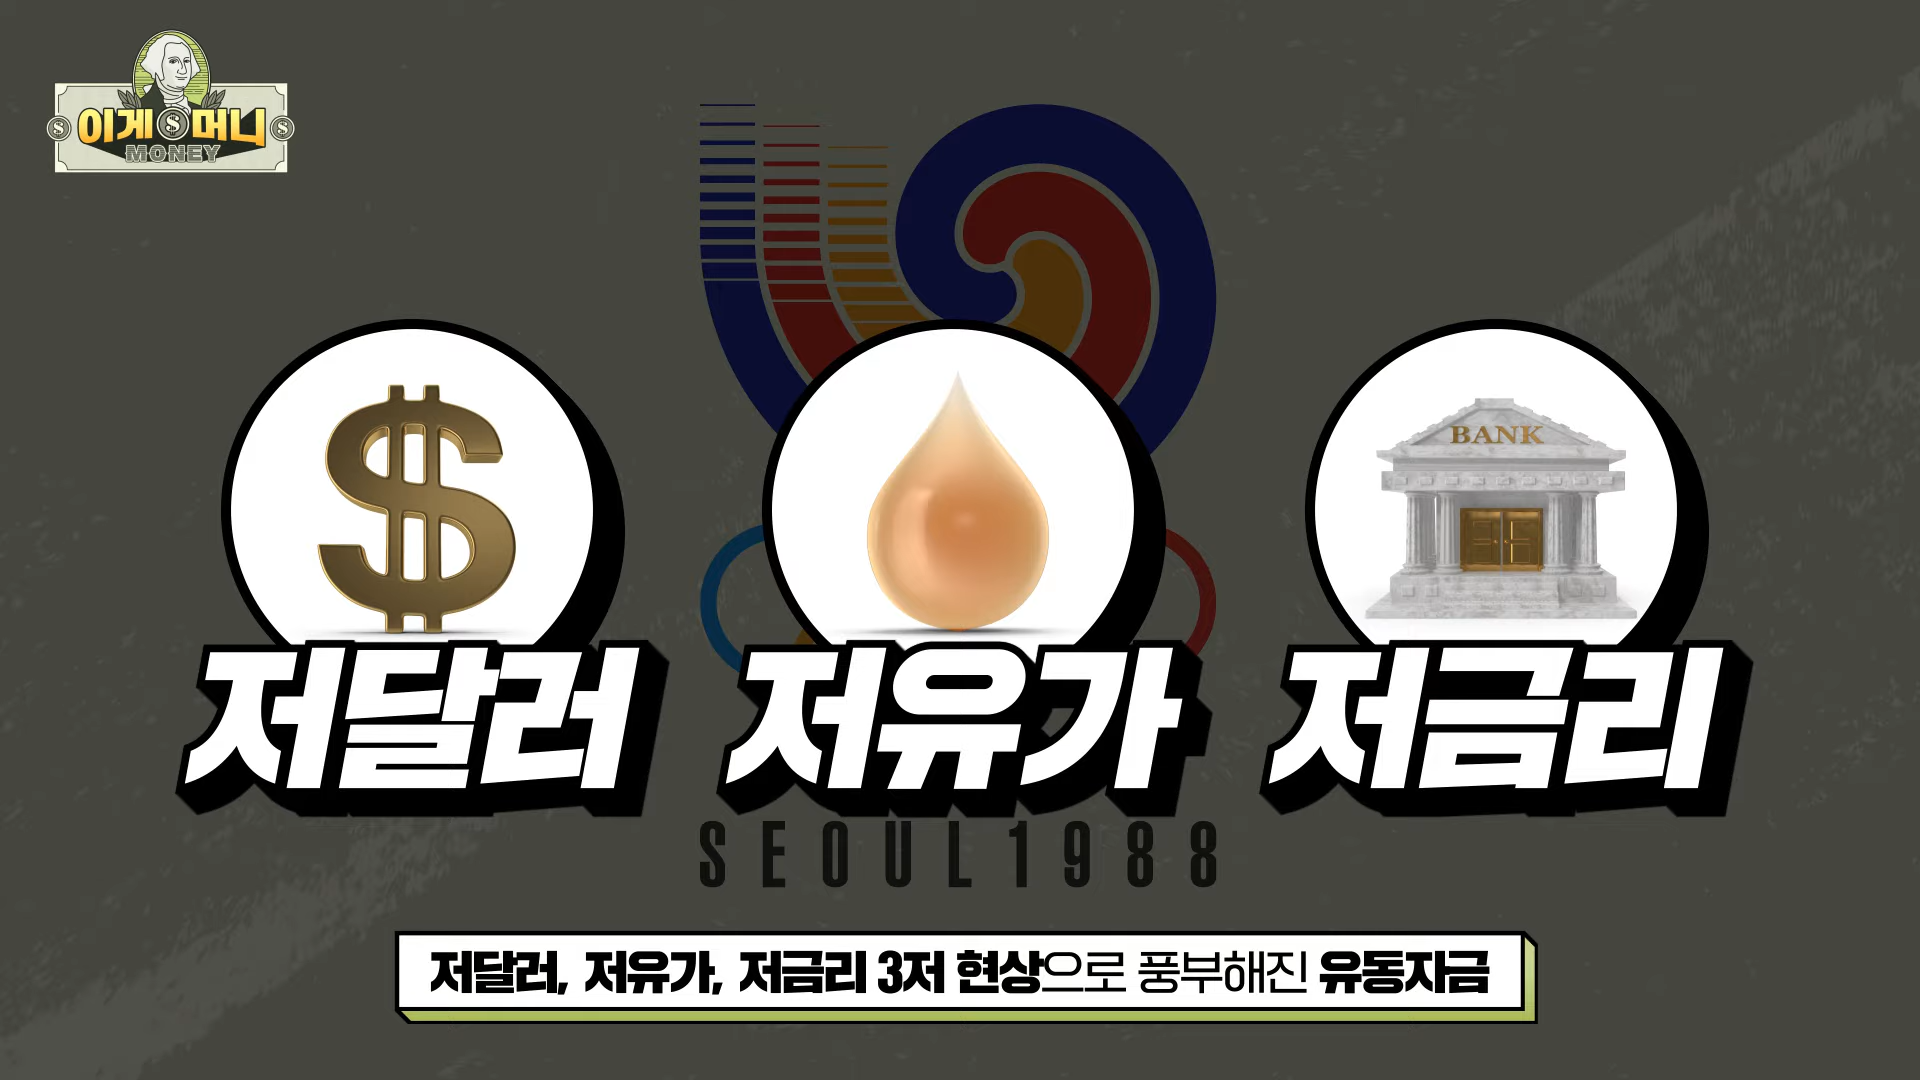 이게 머니
MONEY
BANK
저달러 저유가 저금리
SEOUL1988
저달러, 저유가, 저금리 3저 현상으로 풍부해진 유동자금